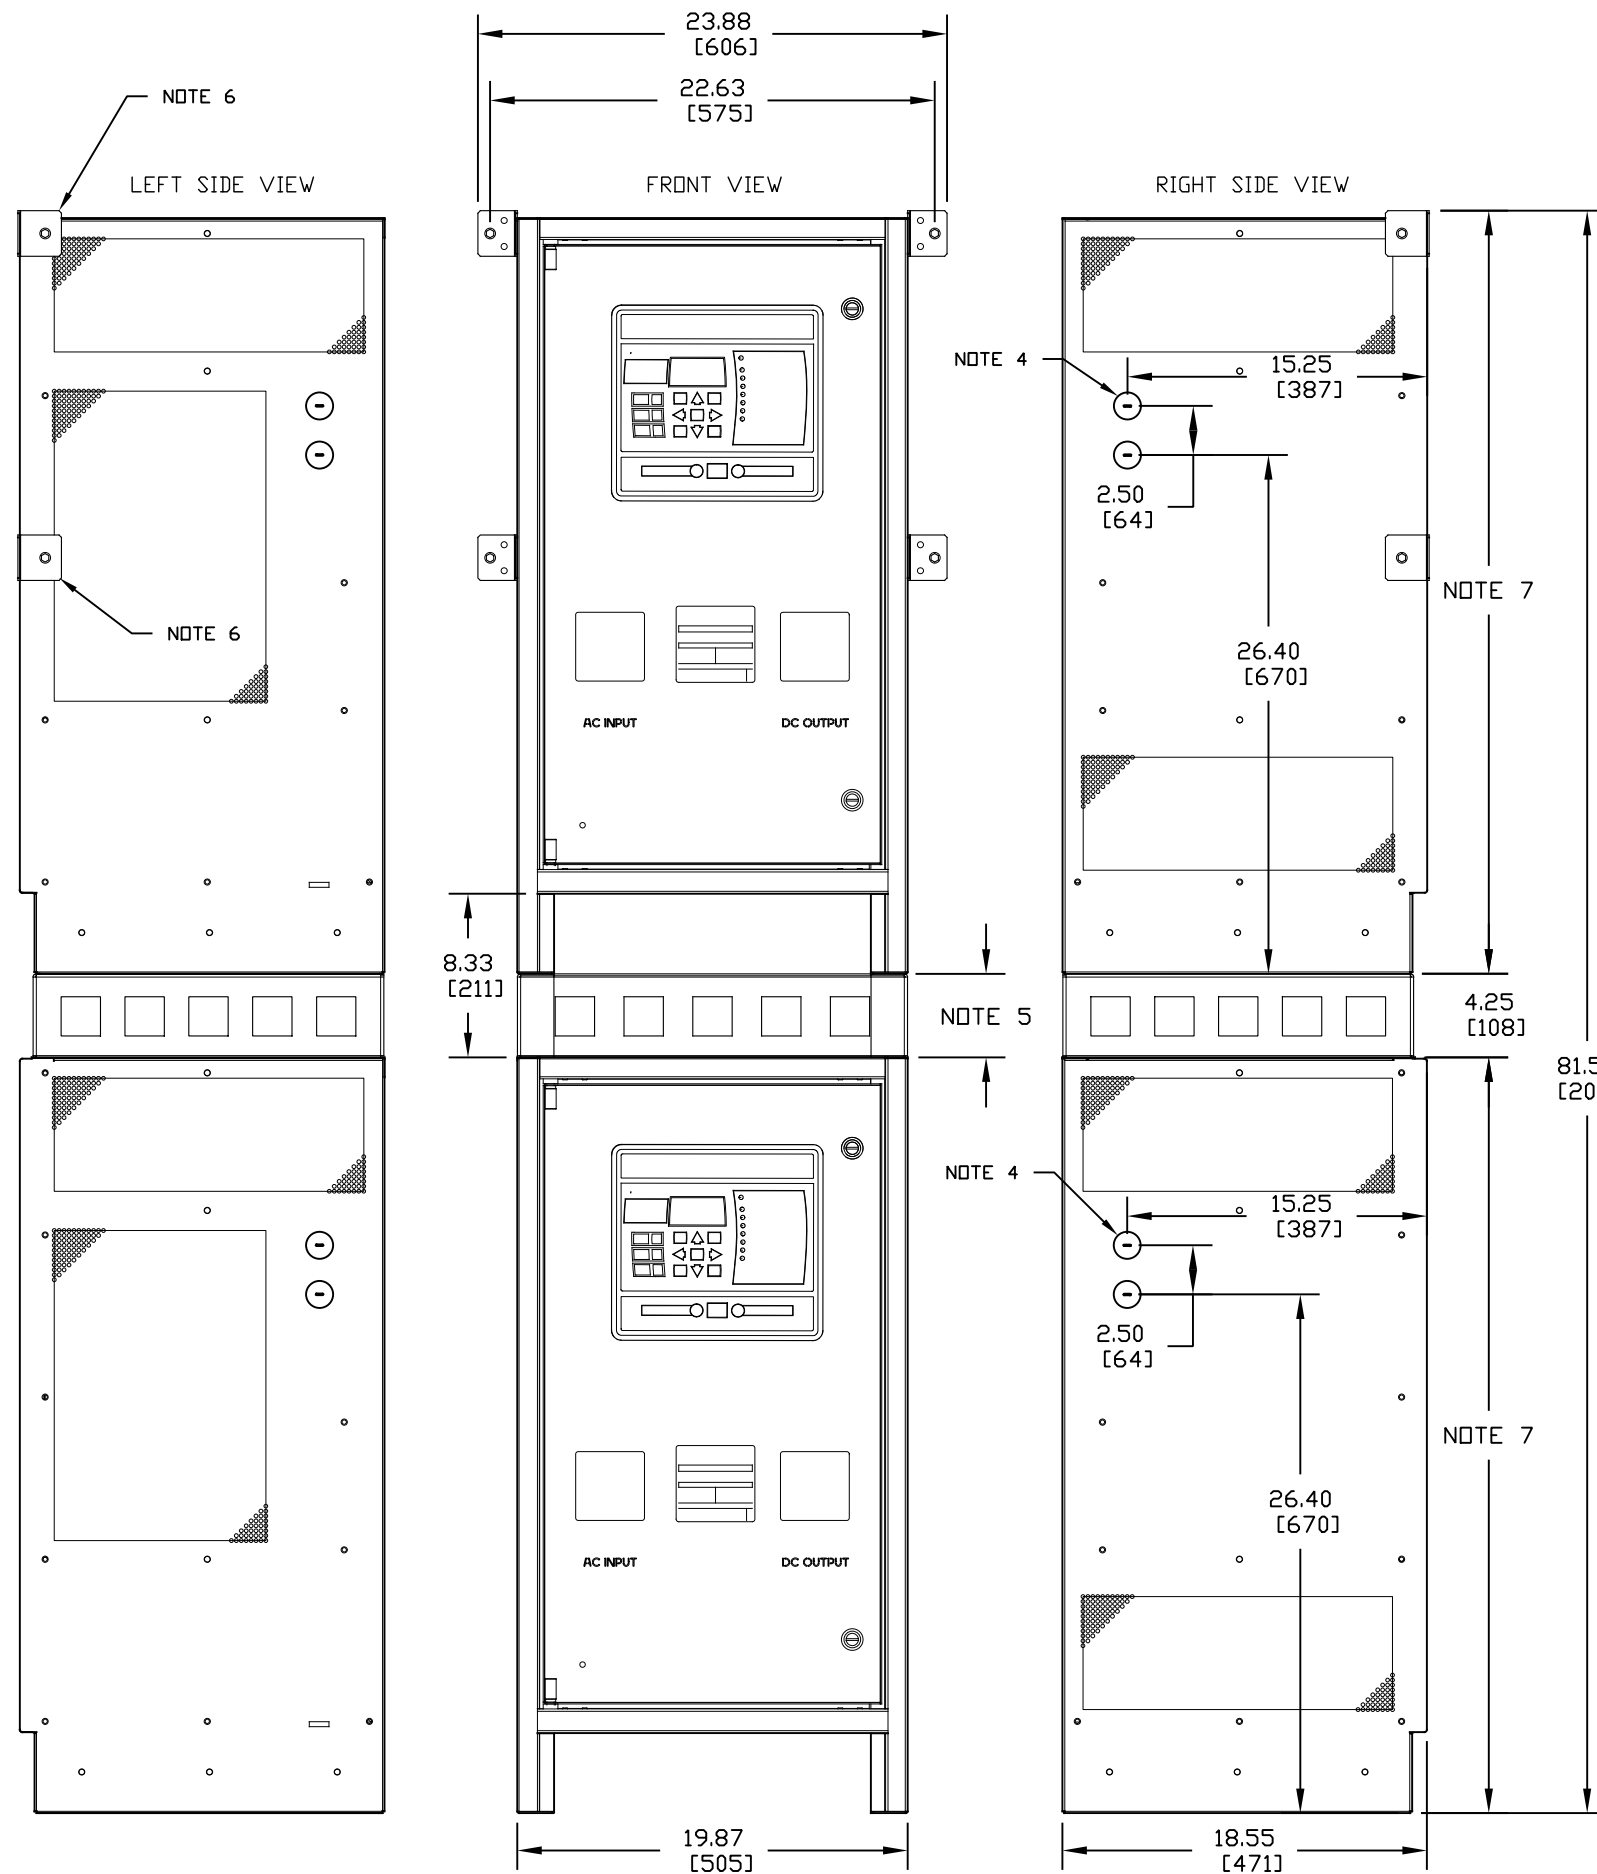 23.88
[606]
22.63
[575]
NOTE 6
LEFT SIDE VIEW
FRONT VIEW
RIGHT SIDE VIEW
NOTE 4
15.25
[387]
2.50
[64]
NOTE 7
NOTE 6
26.40
[670]
AC INPUT
DC OUTPUT
8.33
[211]
NOTE 5
4.25
[108]
NOTE 4
15.25
[387]
2.50
[64]
NOTE 7
26.40
[670]
AC INPUT
DC OUTPUT
19.87
[505]
18.55
[471]